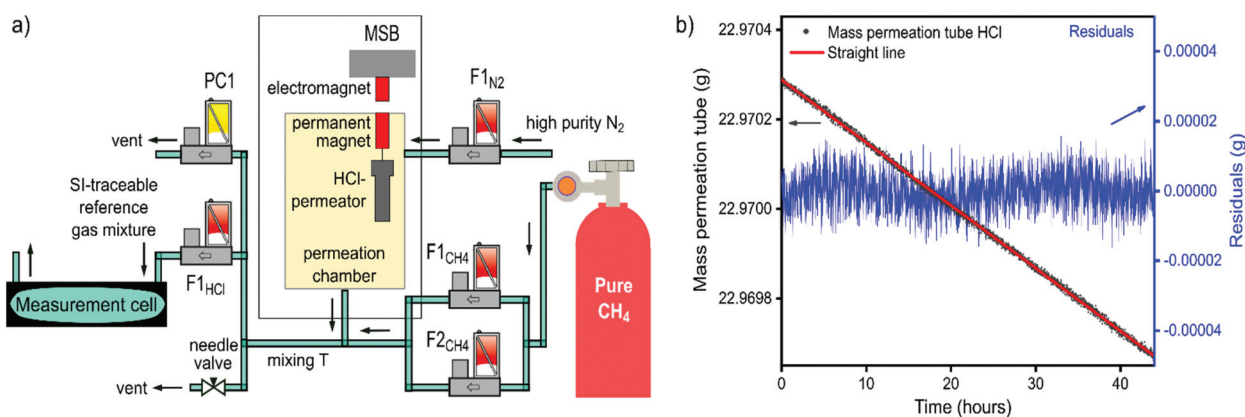 a)
MSB
electromagnet
permanent
magnet
HCl-
permeator
permeation
chamber
PC1
vent
SI-traceable
reference
gas mixture
F1HCl
Measurement cell
needle
valve
vent
mixing T
F1N2
high purity N2
F1CH4
F2CH4
Pure
CH4
b)
Mass permeation tube HCl
Straight line
Residuals
Mass permeation tube (g)
22.9704
22.9702
22.9700
22.9698
0
10
20
30
40
Time (hours)
0.00004
0.00002
0.00000
-0.00002
-0.00004
Residuals (g)